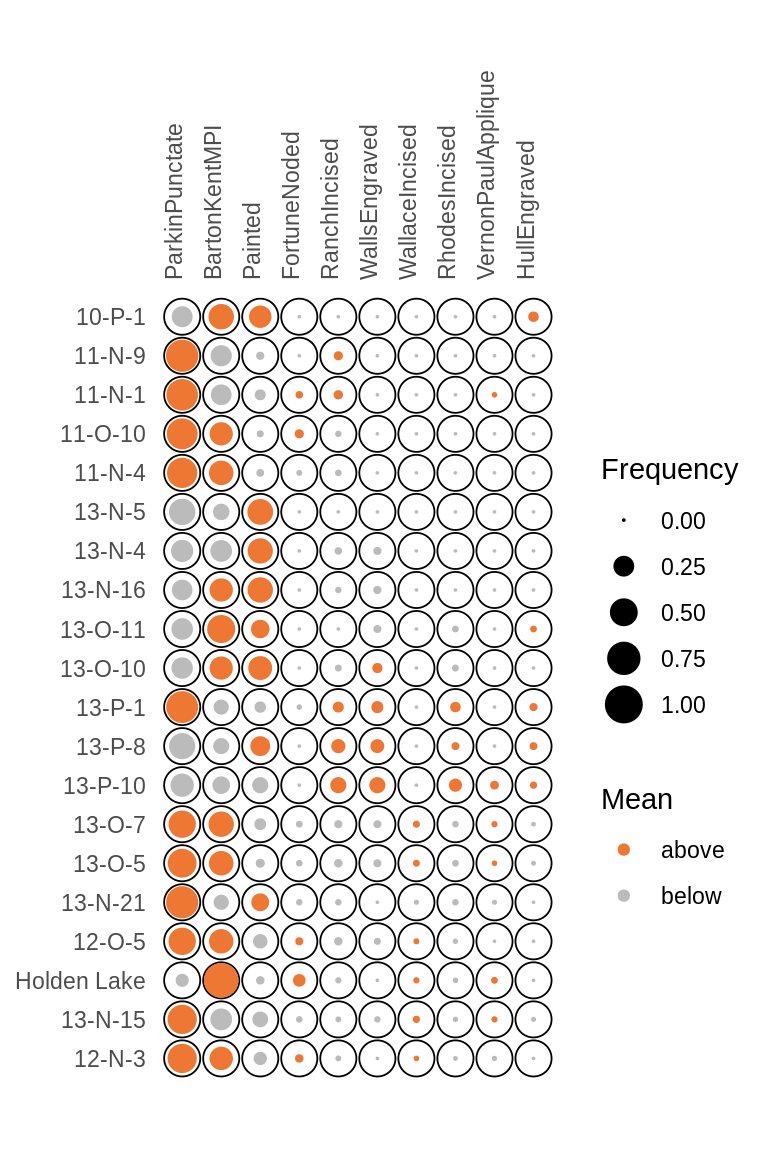 ParkinPunctate
BartonKentMPI
Painted
FortuneNoded
RanchIncised
WallsEngraved
WallaceIncised
RhodesIncised
VernonPaulApplique
HullEngraved
10-P-1
11-N-9
11-N-1
11-O-10
11-N-4
13-N-5
13-N-4
13-N-16
13-O-11
13-O-10
13-P-1
13-P-8
13-P-10
13-O-7
13-O-5
13-N-21
12-O-5
Holden Lake
13-N-15
12-N-3
Frequency
0.00
0.25
0.50
0.75
1.00
Mean
above
below